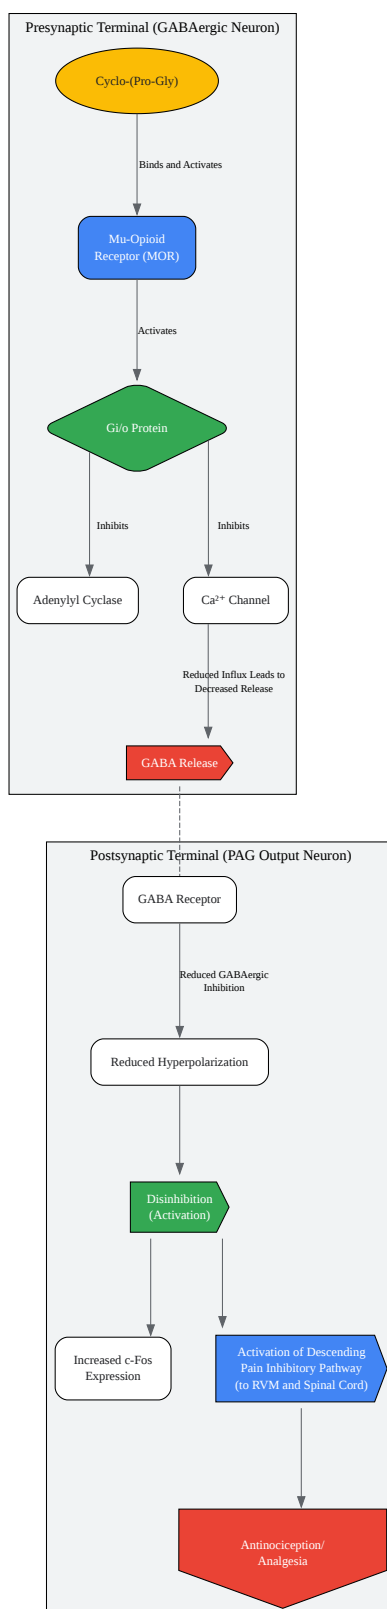 Presynaptic Terminal (GABAergic Neuron)
Cyclo-(Pro-Gly)
Binds and Activates
Mu-Opioid
Receptor (MOR)
Activates
Gi/o Protein
Inhibits
Inhibits
Adenylyl Cyclase
Ca²⁺ Channel
Reduced Influx Leads to
Decreased Release
GABA Release
Postsynaptic Terminal (PAG Output Neuron)
GABA Receptor
Reduced GABAergic
Inhibition
Reduced Hyperpolarization
Disinhibition
(Activation)
Increased c-Fos
Expression
Activation of Descending
Pain Inhibitory Pathway
(to RVM and Spinal Cord)
Antinociception/
Analgesia